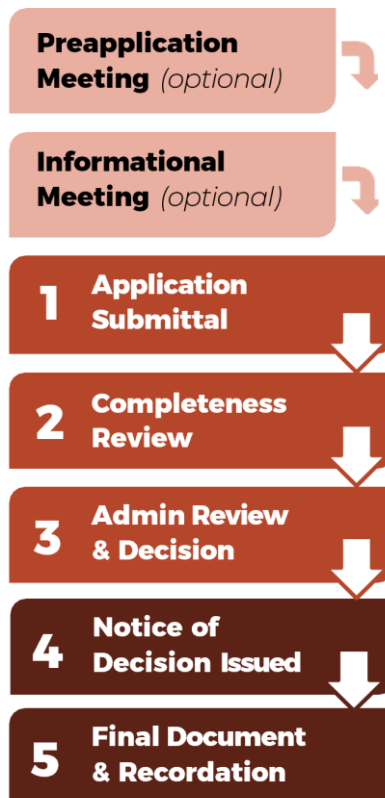 Preapplication
Meeting (optional)
Informational
Meeting (optional)
1 Application
Submittal
2 Completeness
Review
3 Admin Review
& Decision
4 Notice of
Decision Issued
5 Final Document
& Recordation